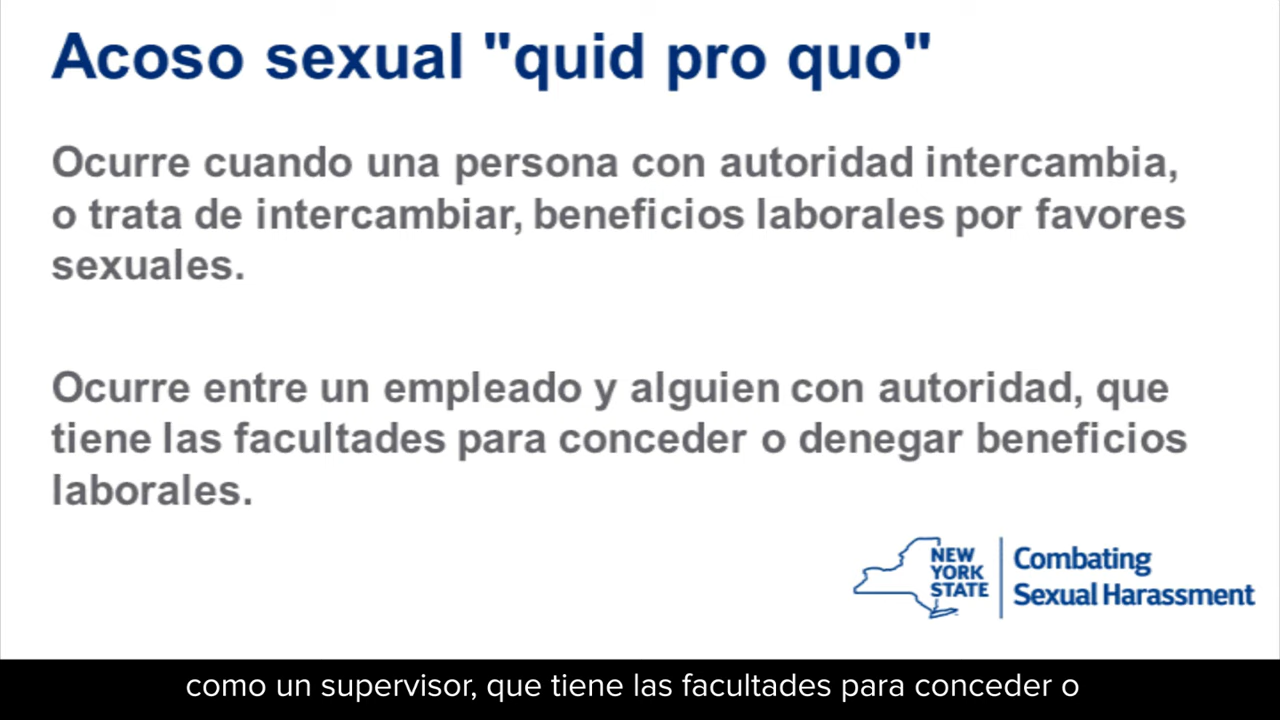 Acoso sexual "quid pro quo"
Ocurre cuando una persona con autoridad intercambia,
o trata de intercambiar, beneficios laborales por favores
sexuales.
Ocurre entre un empleado y alguien con autoridad, que
tiene las facultades para conceder o denegar beneficios
laborales.
NEW
YORK
STATE
Combating
Sexual Harassment
como un supervisor, que tiene las facultades para conceder o